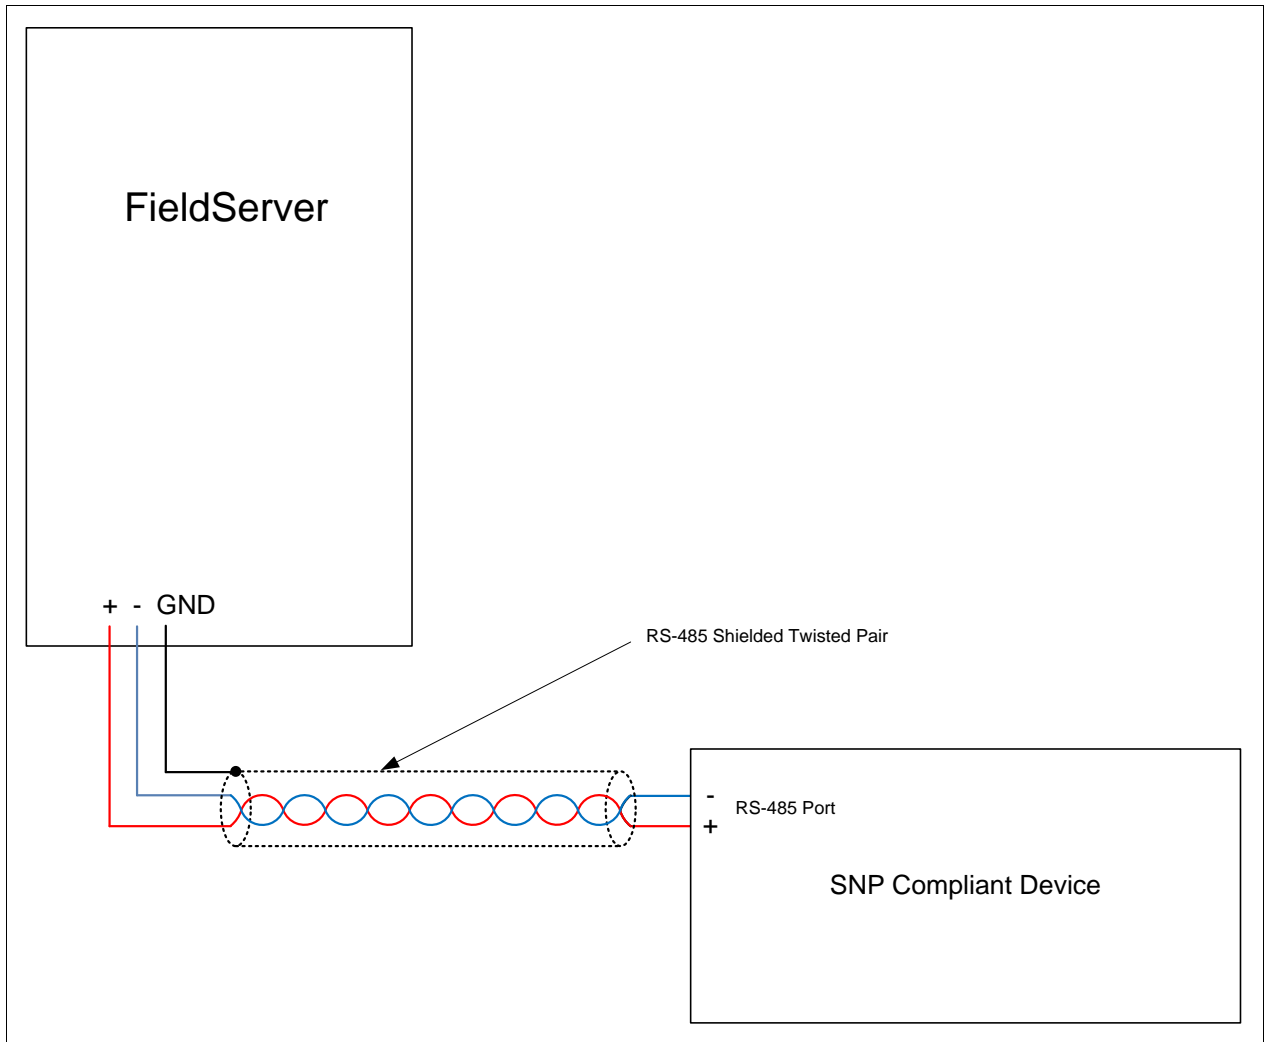 FieldServer
+ - GND
RS-485 Shielded Twisted Pair
-
RS-485 Port
+
SNP Compliant Device